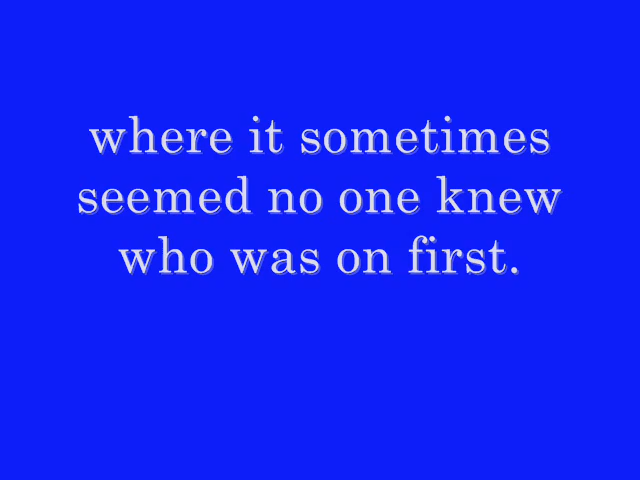 where it sometimes
seemed no one knew
who was on first.